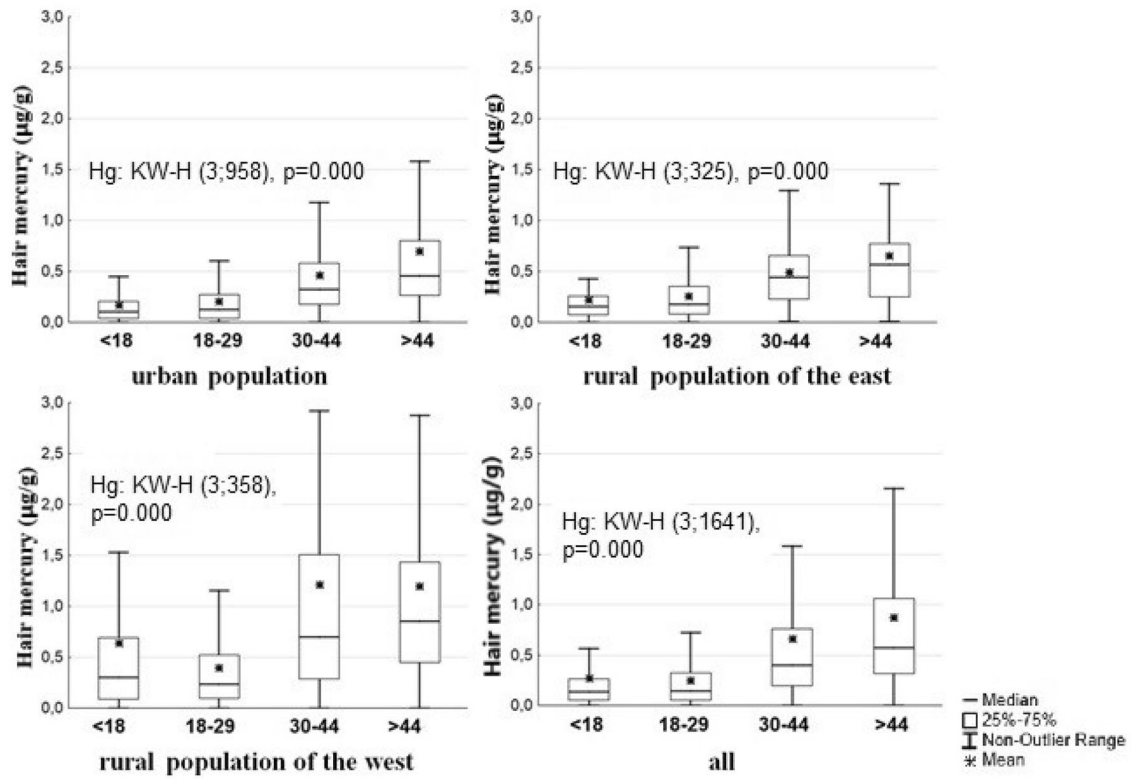 3,0
2,5
2,0
1,5
1,0
0,5
0,0
Hair mercury (µg/g)
Hg: KW-H (3;958), p=0.000
<18 18-29 30-44 >44
urban population
3,0
2,5
2,0
1,5
1,0
0,5
0,0
Hair mercury (µg/g)
Hg: KW-H (3;325), p=0.000
<18 18-29 30-44 >44
rural population of the east
3,0
2,5
2,0
1,5
1,0
0,5
0,0
Hair mercury (µg/g)
Hg: KW-H (3;358),
p=0.000
<18 18-29 30-44 >44
rural population of the west
3,0
2,5
2,0
1,5
1,0
0,5
0,0
Hair mercury (µg/g)
Hg: KW-H (3;1641),
p=0.000
<18 18-29 30-44 >44
all
Median
25%-75%
Non-Outlier Range
Mean